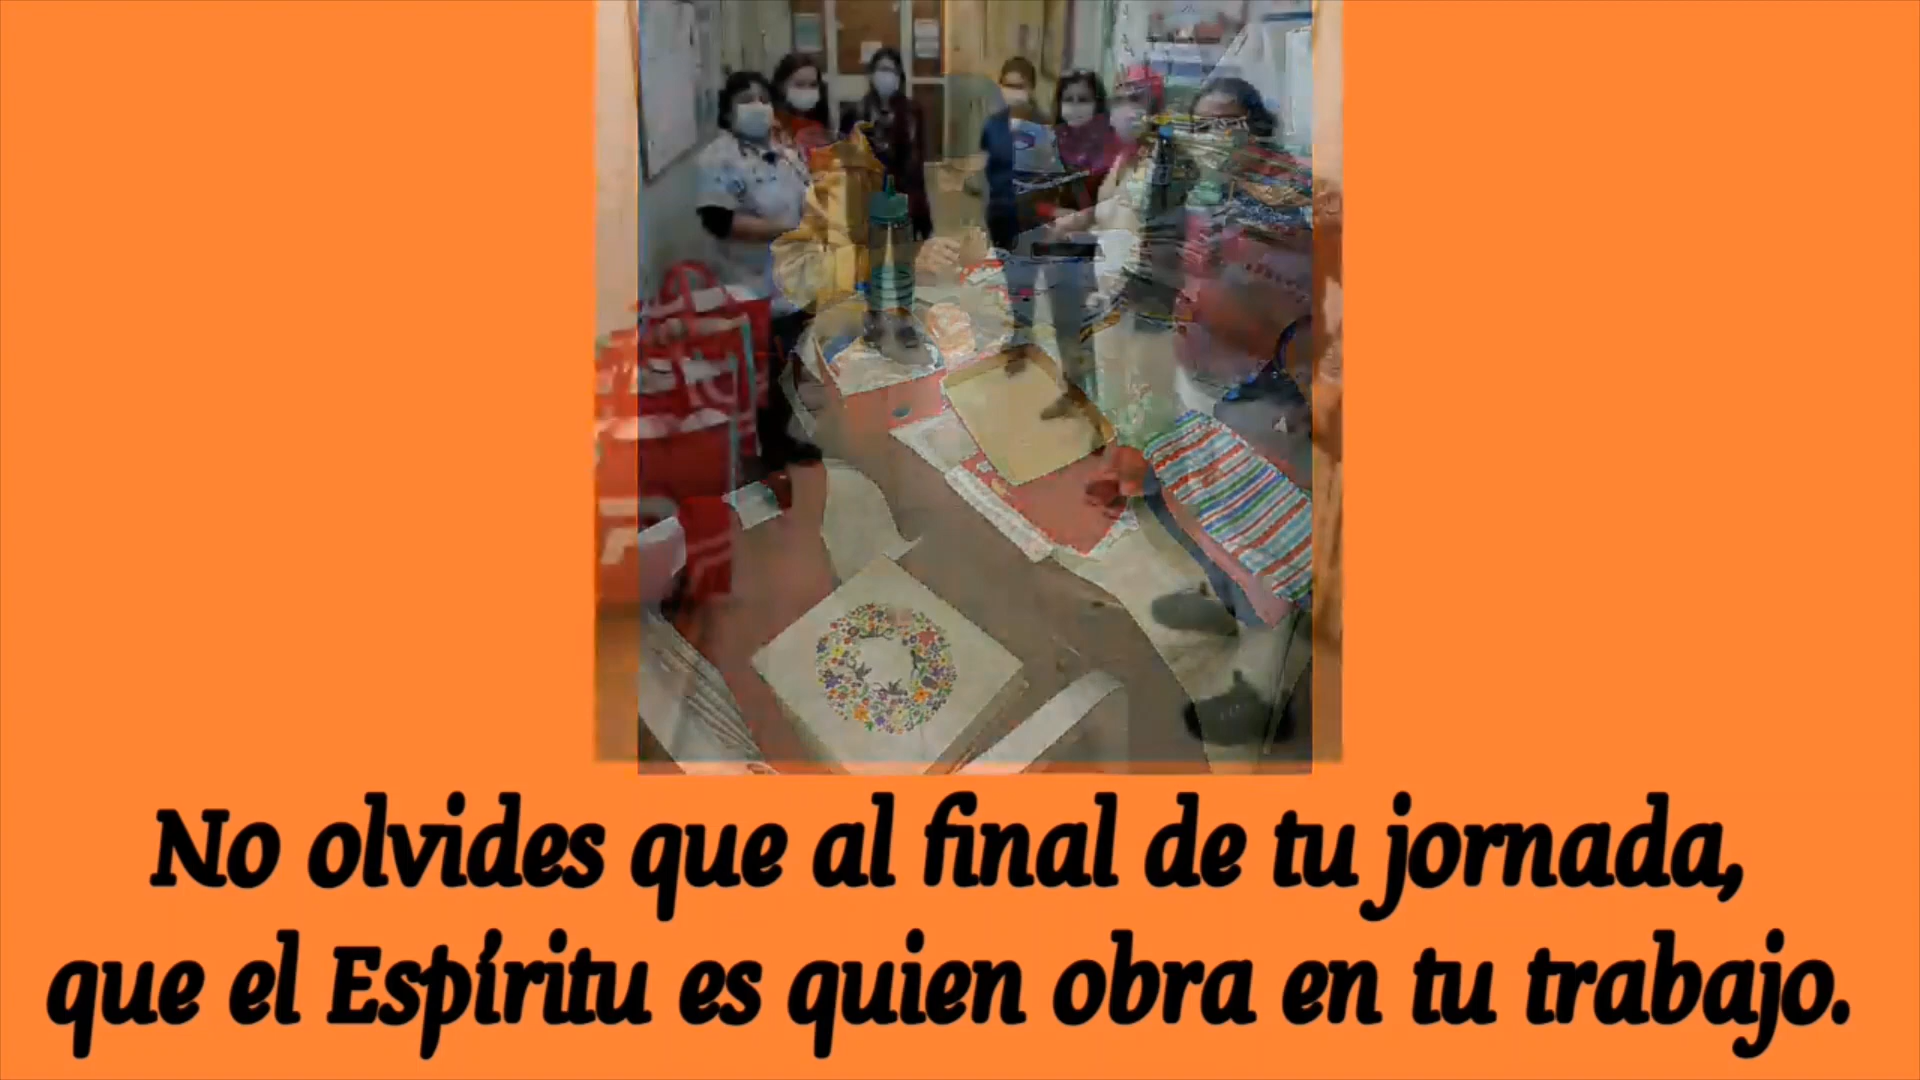 No olvides que al final de tu jornada,
que el Espíritu es quien obra en tu trabajo.